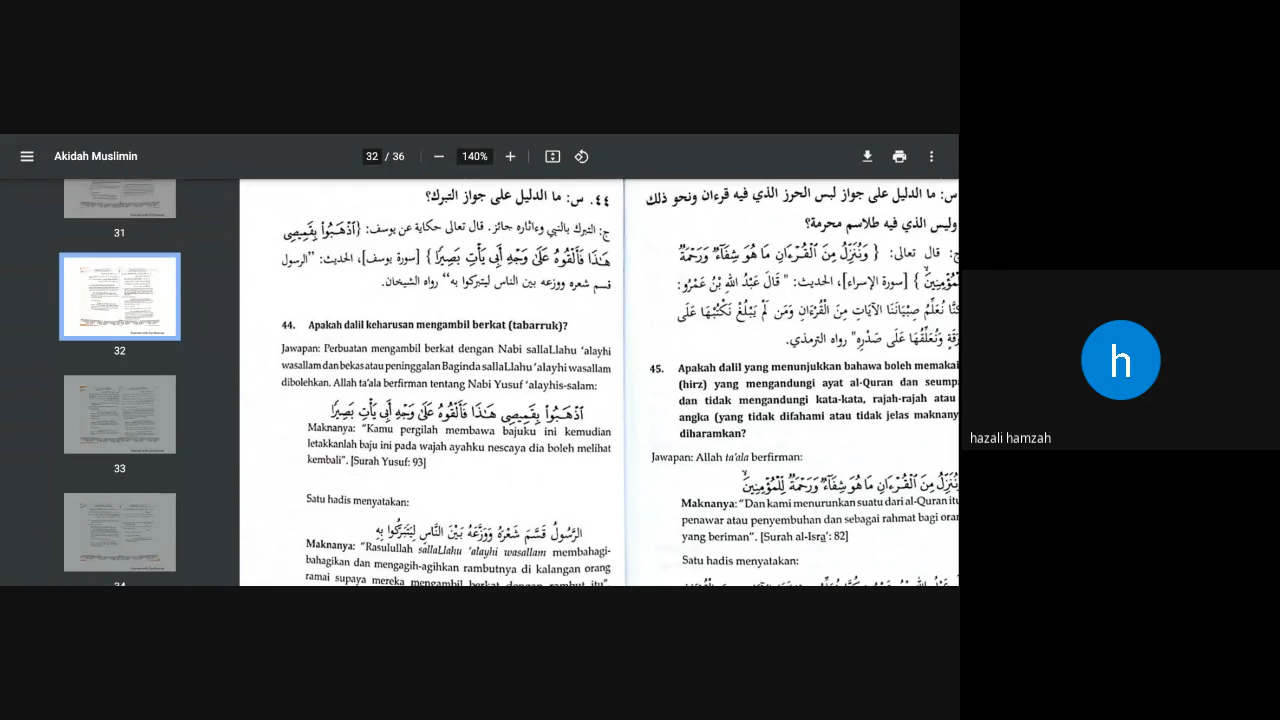 Akidah Muslimin
32 / 36
140%
31
32
33
٤٤. س: ما الدليل على جواز التبرك؟
ج: التبرك بالنبي وءاثاره جائز. قال تعالى حكاية عن يوسف: {ٱذْهَبُوا۟ بِقَمِيصِى
هَٰذَا فَأَلْقُوهُ عَلَىٰ وَجْهِ أَبِى يَأْتِ بَصِيرًا} [سورة يوسف]، الحديث: "الرسول
قسم شعره ووزعه بين الناس ليتبركوا به" رواه الشيخان.
44. Apakah dalil keharusan mengambil berkat (tabarruk)?
Jawapan: Perbuatan mengambil berkat dengan Nabi sallaLlahu 'alayhi
wasallam dan bekas atau peninggalan Baginda sallaLlahu 'alayhi wasallam
dibolehkan. Allah ta'ala berfirman tentang Nabi Yusuf 'alayhis-salam:
ٱذْهَبُوا۟ بِقَمِيصِى هَٰذَا فَأَلْقُوهُ عَلَىٰ وَجْهِ أَبِى يَأْتِ بَصِيرًا
Maknanya: "Kamu pergilah membawa bajuku ini kemudian
letakkanlah baju ini pada wajah ayahku nescaya dia boleh melihat
kembali". [Surah Yusuf: 93]
Satu hadis menyatakan:
الرَّسُولُ قَسَّمَ شَعْرَهُ وَوَزَّعَهُ بَيْنَ النَّاسِ لِيَتَبَرَّكُوا بِهِ
Maknanya: "Rasulullah sallaLlahu 'alayhi wasallam membahagi-
bahagikan dan mengagih-agihkan rambutnya di kalangan orang
ramai supaya mereka mengambil berkat dengan rambut itu"
س: ما الدليل على جواز لبس الحرز الذي فيه قرءان ونحو ذلك
وليس الذي فيه طلاسم محرمة؟
ج: قال تعالى: {وَنُنَزِّلُ مِنَ ٱلْقُرْءَانِ مَا هُوَ شِفَآءٌ وَرَحْمَةٌ
لِّلْمُؤْمِنِينَ} [سورة الإسراء]، الحديث: "قَالَ عَبْدُ اللهِ بْنُ عَمْرٍو:
كُنَّا نُعَلِّمُ صِبْيَانَنَا الآيَاتِ مِنَ الْقُرْءَانِ وَمَن لَمْ يَبْلُغْ نَكْتُبُهَا عَلَى
وَرَقَةٍ وَنُعَلِّقُهَا عَلَى صَدْرِهِ" رواه الترمذي.
45. Apakah dalil yang menunjukkan bahawa boleh memakai
(hirz) yang mengandungi ayat al-Quran dan seump
dan tidak mengandungi kata-kata, rajah-rajah atau
angka (yang tidak difahami atau tidak jelas maknany
diharamkan?
Jawapan: Allah ta'ala berfirman:
وَنُنَزِّلُ مِنَ ٱلْقُرْءَانِ مَا هُوَ شِفَآءٌ وَرَحْمَةٌ لِّلْمُؤْمِنِينَ
Maknanya: "Dan kami menurunkan suatu dari al-Quran itu
penawar atau penyembuhan dan sebagai rahmat bagi oran
yang beriman". [Surah al-Isra': 82]
Satu hadis menyatakan:
h
hazali hamzah